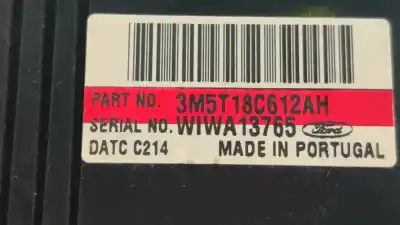 PART NO. 3M5T18C612AH
SERIAL NO. WIWA13765 Ford
DATC C214 MADE IN PORTUGAL